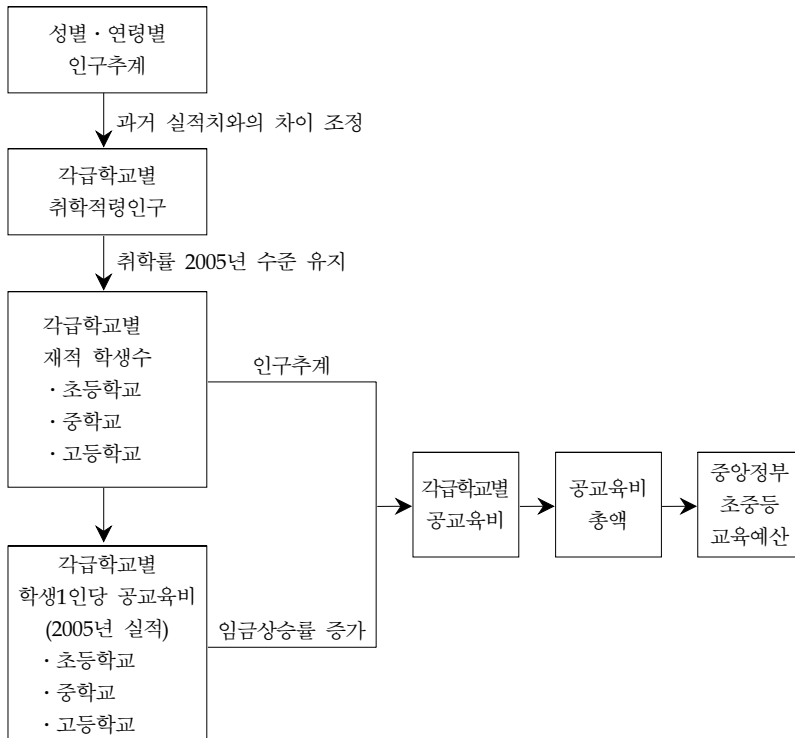 성별·연령별
인구추계
과거 실적치와의 차이 조정
각급학교별
취학적령인구
취학률 2005년 수준 유지
각급학교별
재적 학생수
· 초등학교
· 중학교
· 고등학교
인구추계
각급학교별
학생1인당 공교육비
(2005년 실적)
· 초등학교
· 중학교
· 고등학교
임금상승률 증가
각급학교별
공교육비
공교육비
총액
중앙정부
초중등
교육예산